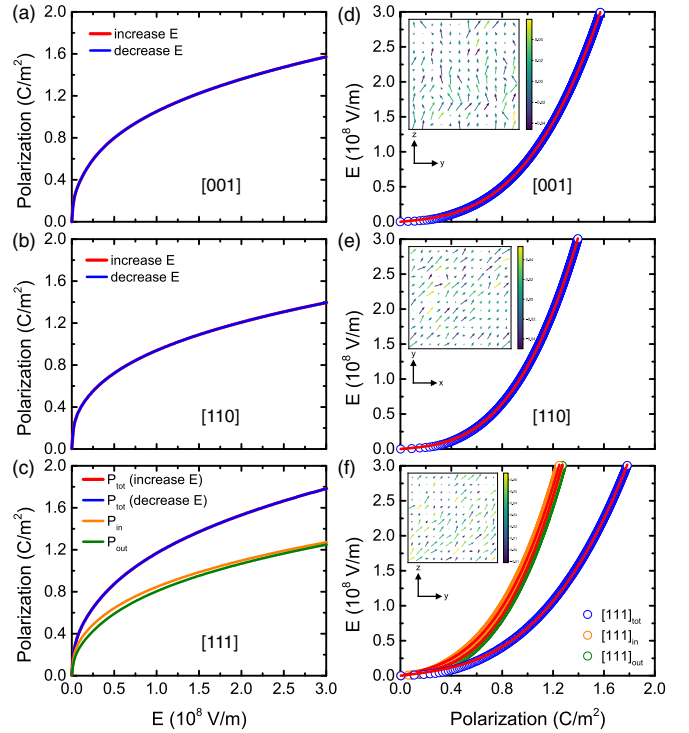 (a)
2.0
1.6
1.2
0.8
0.4
0.0
Polarization (C/m²)
increase E
decrease E
[001]
(d)
3.0
2.5
2.0
1.5
1.0
0.5
0.0
E (10⁸ V/m)
z
y
[001]
(b)
2.0
1.6
1.2
0.8
0.4
0.0
Polarization (C/m²)
increase E
decrease E
[110]
(e)
3.0
2.5
2.0
1.5
1.0
0.5
0.0
E (10⁸ V/m)
y
x
[110]
(c)
2.0
1.6
1.2
0.8
0.4
0.0
Polarization (C/m²)
P_tot (increase E)
P_tot (decrease E)
P_in
P_out
[111]
0.0 0.5 1.0 1.5 2.0 2.5 3.0
E (10⁸ V/m)
(f)
3.0
2.5
2.0
1.5
1.0
0.5
0.0
E (10⁸ V/m)
z
y
[111]_tot
[111]_in
[111]_out
0.0 0.4 0.8 1.2 1.6 2.0
Polarization (C/m²)